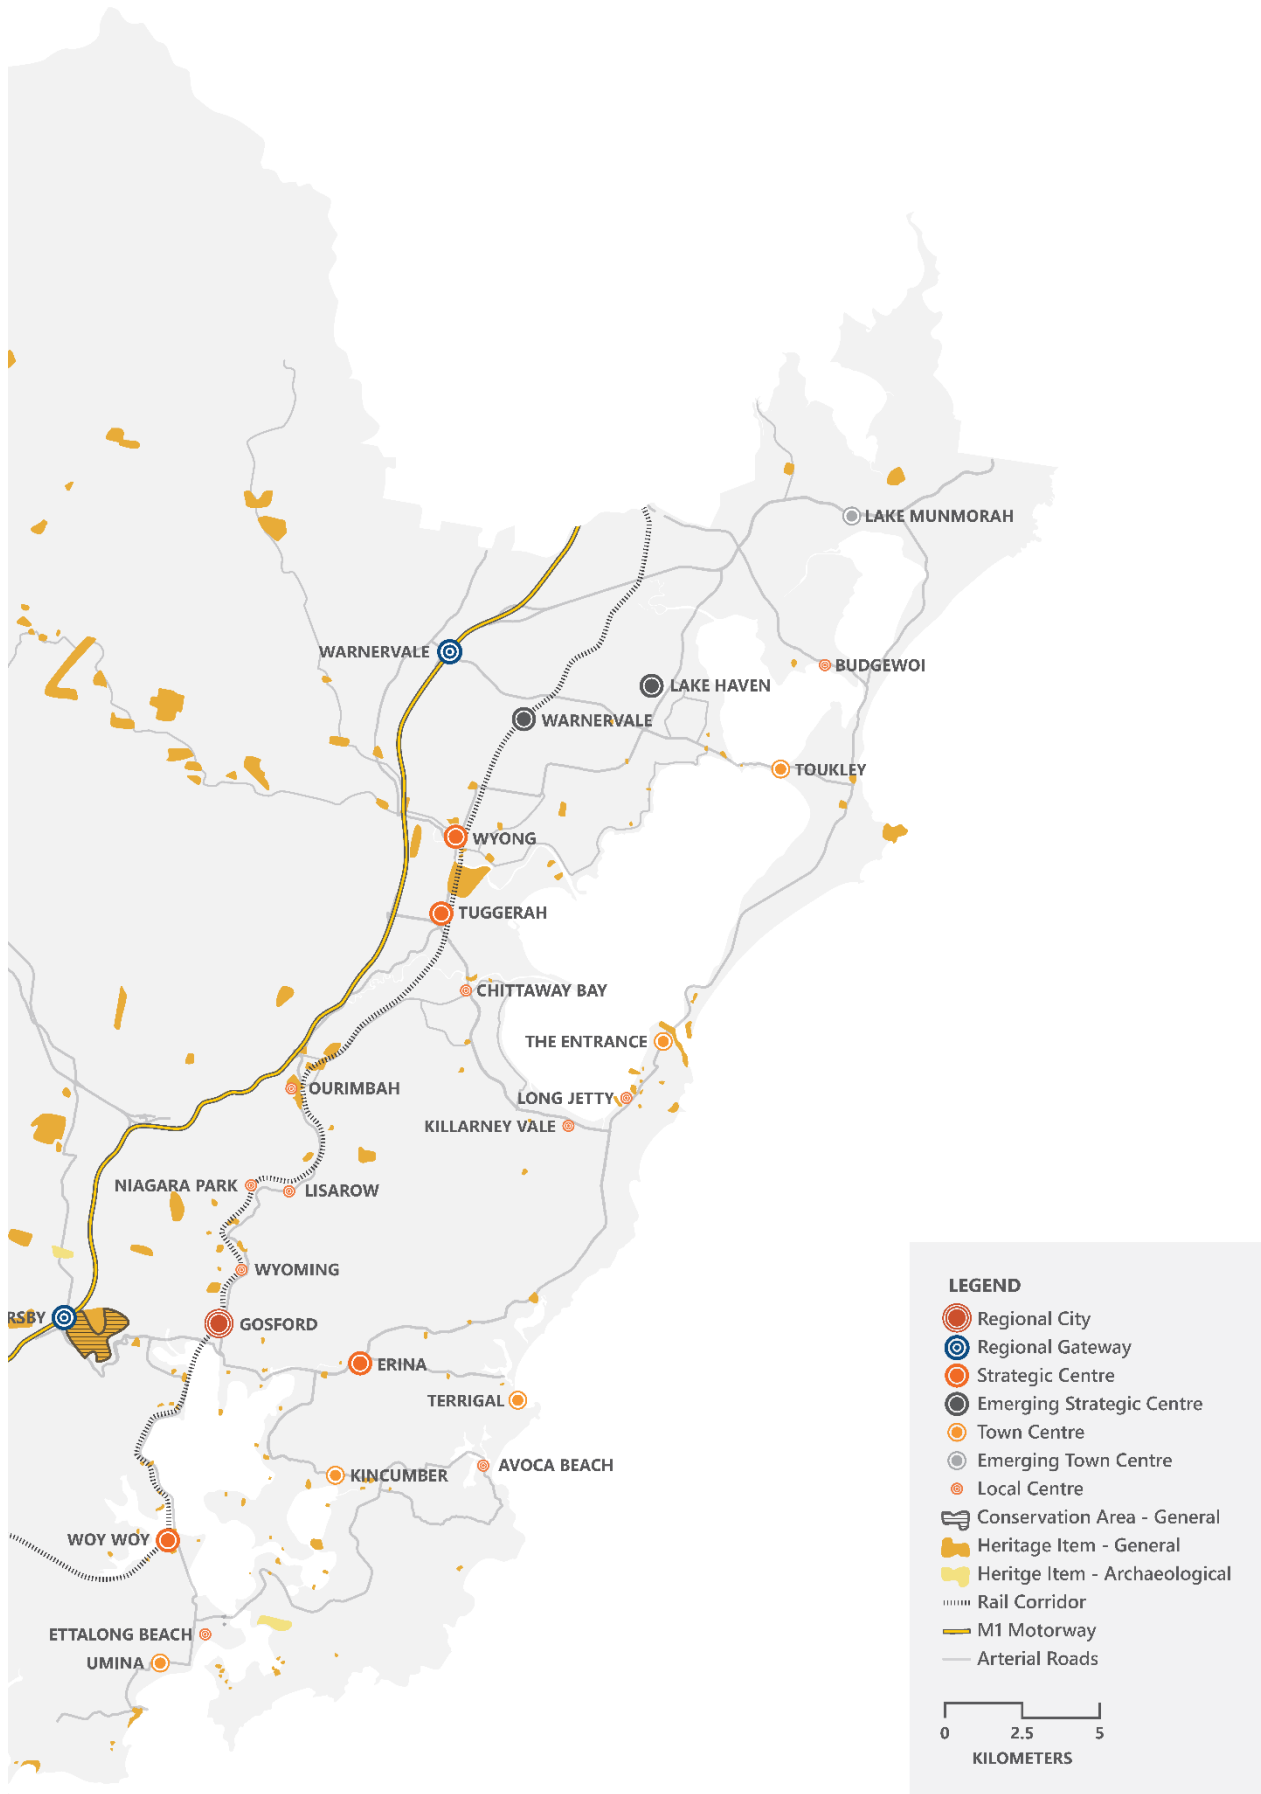 LAKE MUNMORAH
WARNERVALE
BUDGEWOI
LAKE HAVEN
WARNERVALE
TOUKLEY
WYONG
TUGGERAH
CHITTAWAY BAY
THE ENTRANCE
OURIMBAH
LONG JETTY
KILLARNEY VALE
NIAGARA PARK
LISAROW
WYOMING
RSBY
GOSFORD
ERINA
TERRIGAL
AVOCA BEACH
KINCUMBER
WOY WOY
ETTALONG BEACH
UMINA
LEGEND
Regional City
Regional Gateway
Strategic Centre
Emerging Strategic Centre
Town Centre
Emerging Town Centre
Local Centre
Conservation Area - General
Heritage Item - General
Heritge Item - Archaeological
Rail Corridor
M1 Motorway
Arterial Roads
0 2.5 5
KILOMETERS